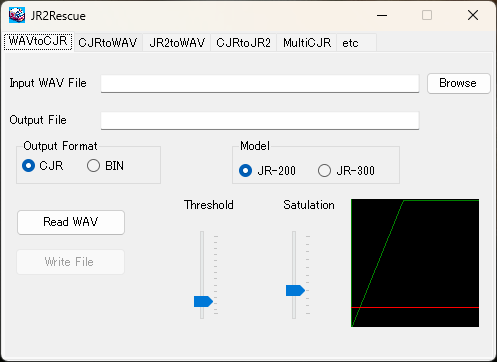 JR2Rescue
WAVtoCJR CJRtoWAV JR2toWAV CJRtoJR2 MultiCJR etc
Input WAV File Browse
Output File
Output Format Model
CJR BIN JR-200 JR-300
Threshold Satulation
Read WAV
Write File